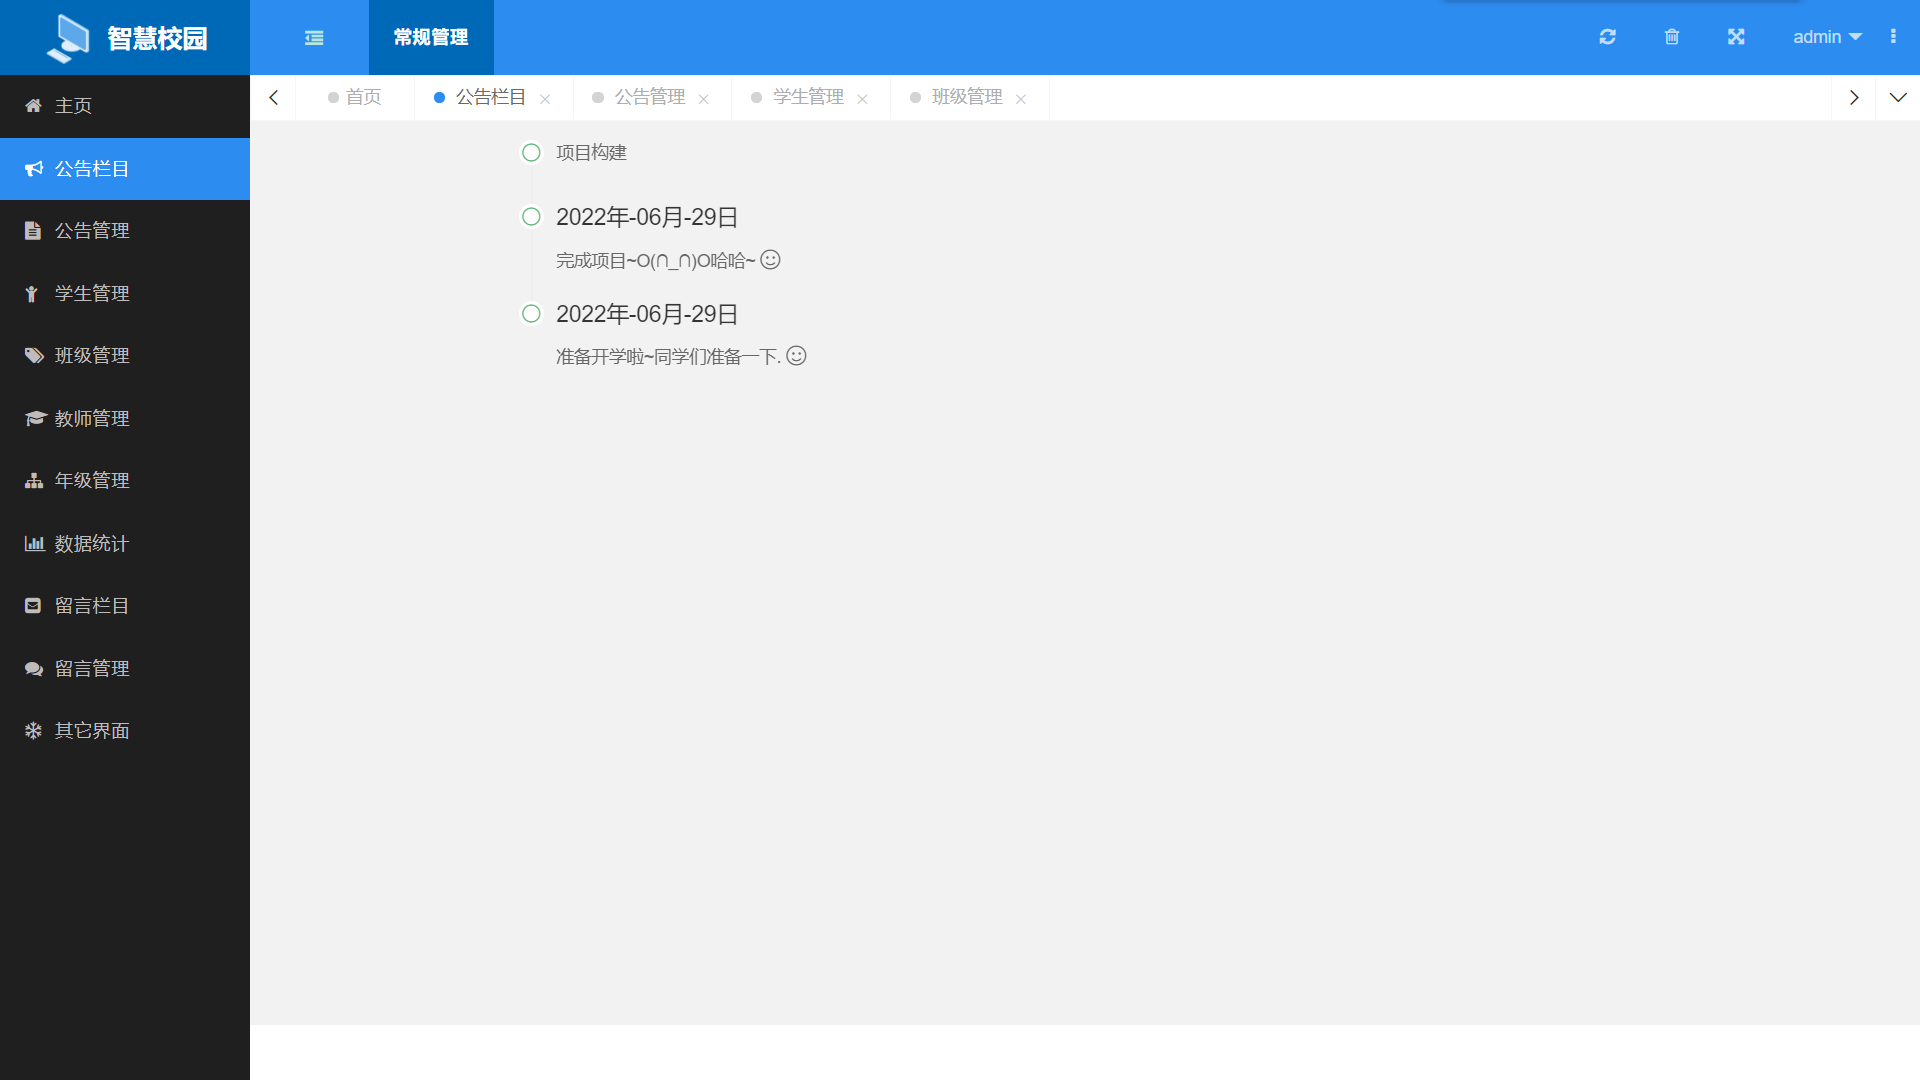 智慧校园
常规管理
admin
主页
公告栏目
公告管理
学生管理
班级管理
教师管理
年级管理
数据统计
留言栏目
留言管理
其它界面
首页
公告栏目
公告管理
学生管理
班级管理
项目构建
2022年-06月-29日
完成项目~O(∩_∩)O哈哈~
2022年-06月-29日
准备开学啦~同学们准备一下.